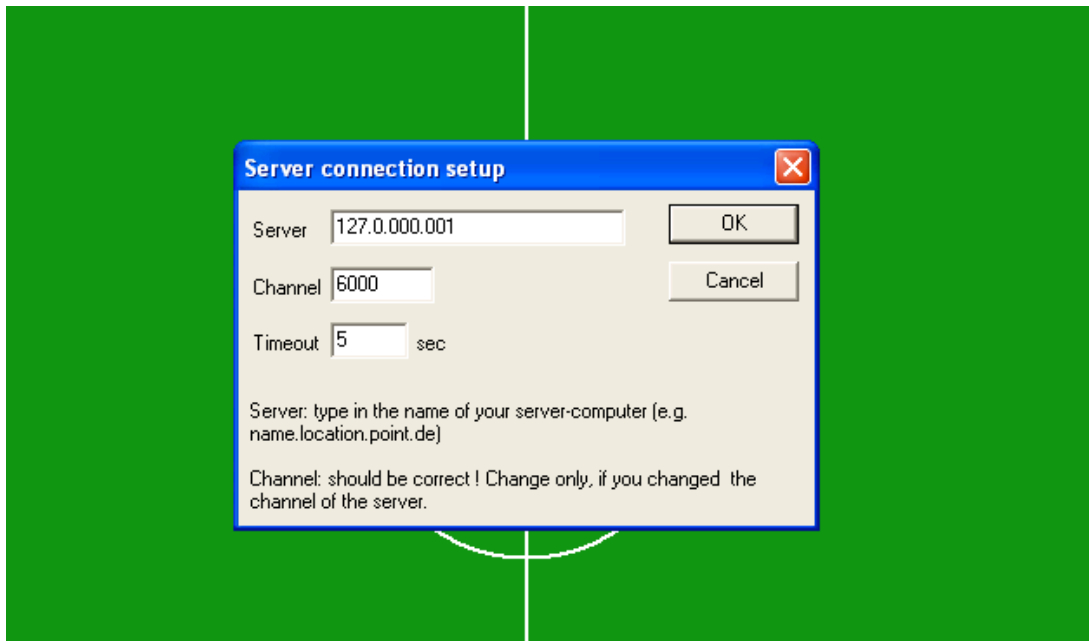 Server connection setup
Server 127.0.000.001 OK
Channel 6000 Cancel
Timeout 5 sec
Server: type in the name of your server-computer (e.g.
name.location.point.de)
Channel: should be correct ! Change only, if you changed  the
channel of the server.